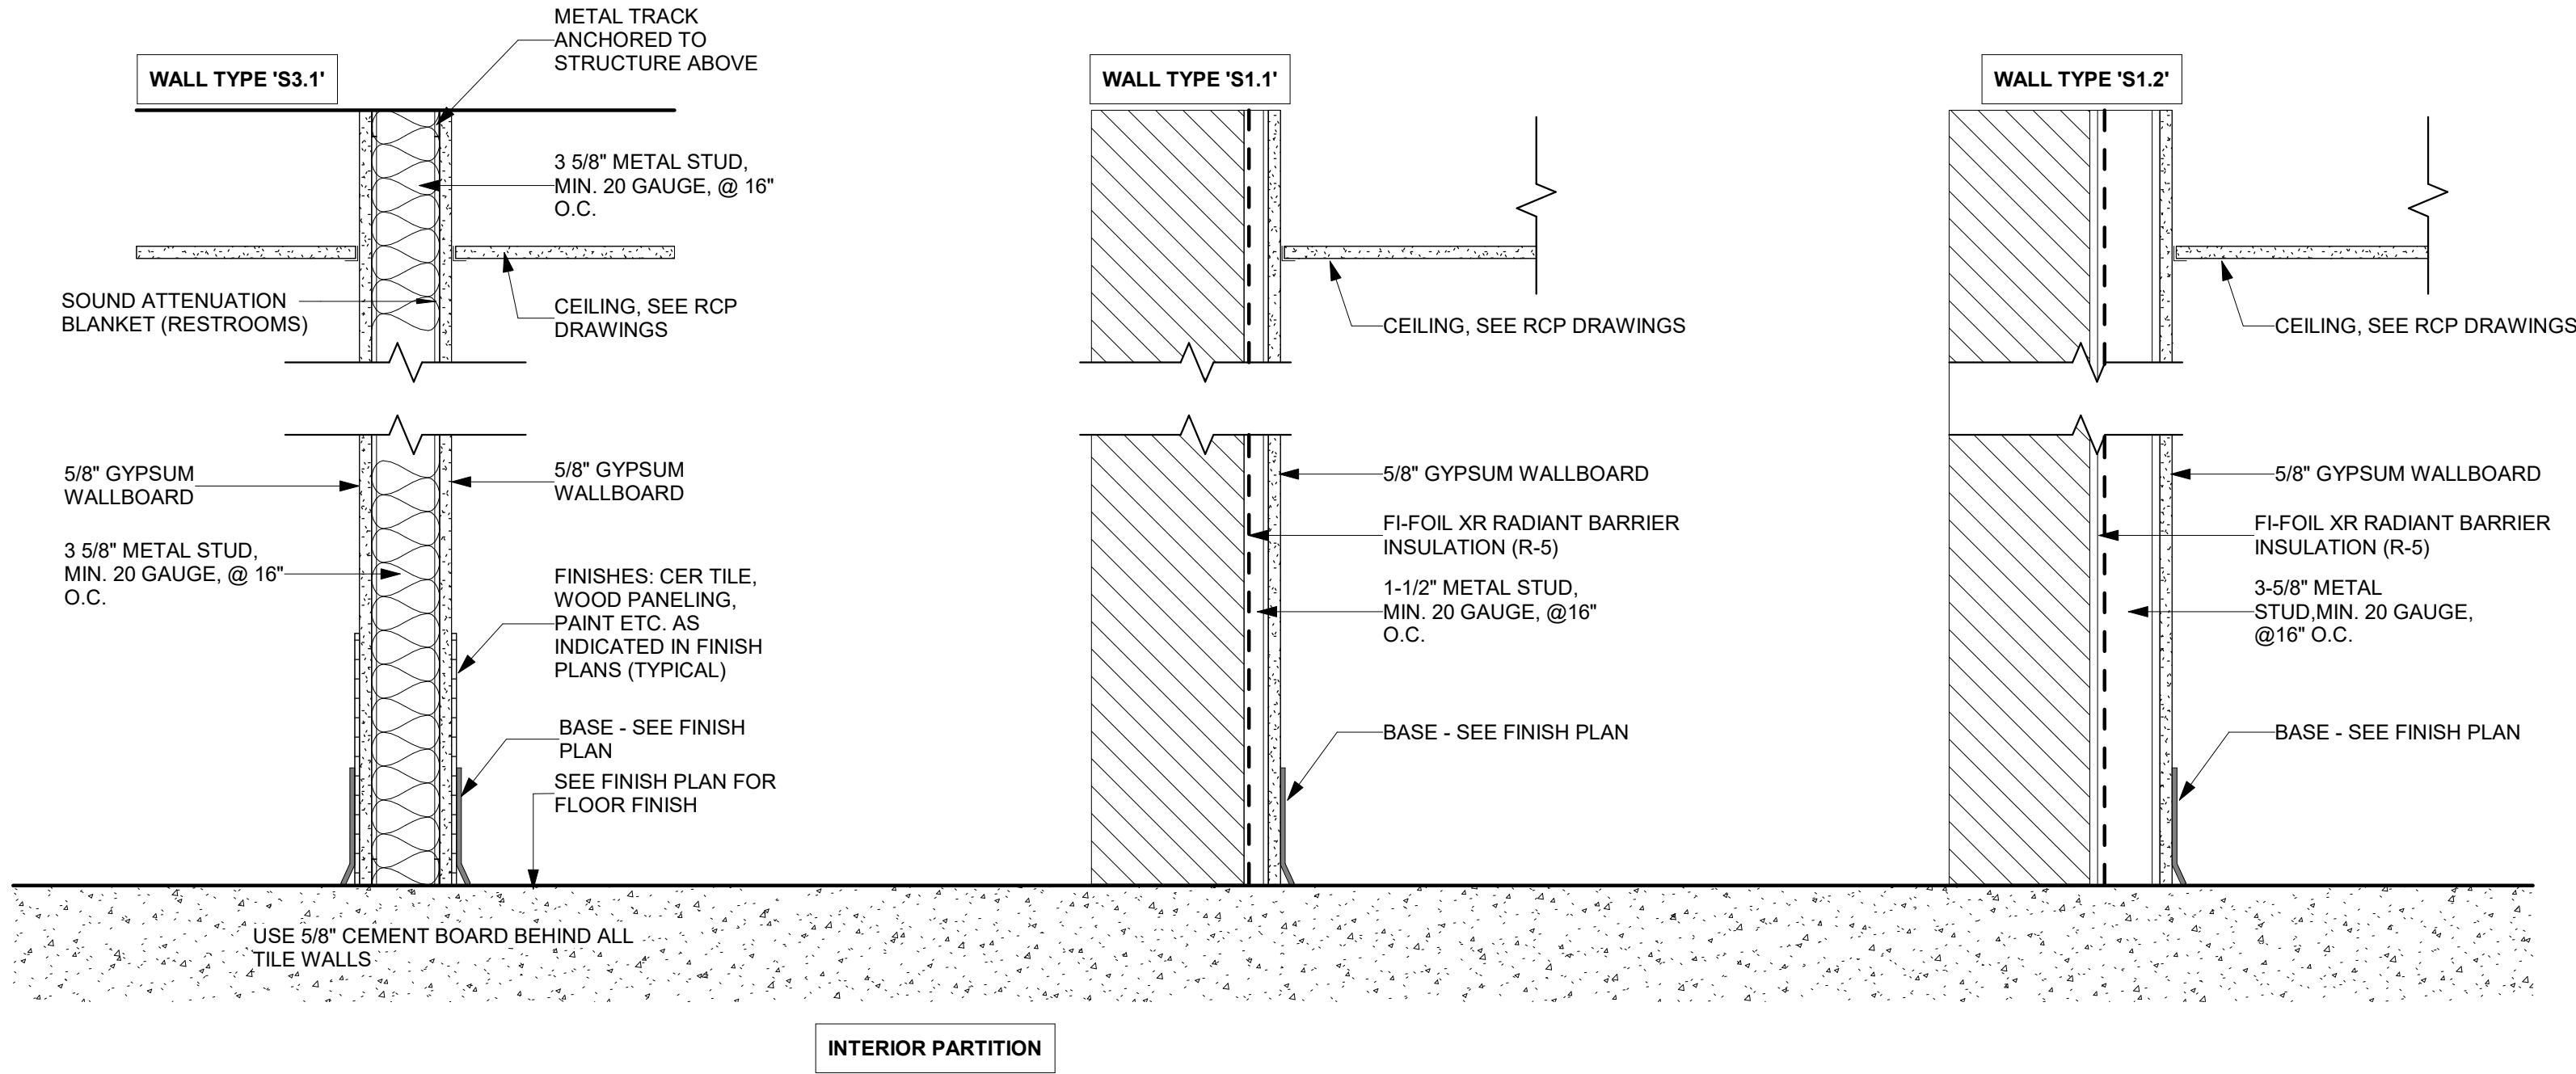 METAL TRACK
ANCHORED TO
STRUCTURE ABOVE
WALL TYPE 'S3.1'
3 5/8" METAL STUD,
MIN. 20 GAUGE, @ 16"
O.C.
SOUND ATTENUATION
BLANKET (RESTROOMS)
CEILING, SEE RCP
DRAWINGS
5/8" GYPSUM
WALLBOARD
5/8" GYPSUM
WALLBOARD
3 5/8" METAL STUD,
MIN. 20 GAUGE, @ 16"
O.C.
FINISHES: CER TILE,
WOOD PANELING,
PAINT ETC. AS
INDICATED IN FINISH
PLANS (TYPICAL)
BASE - SEE FINISH
PLAN
SEE FINISH PLAN FOR
FLOOR FINISH
USE 5/8" CEMENT BOARD BEHIND ALL
TILE WALLS
WALL TYPE 'S1.1'
CEILING, SEE RCP DRAWINGS
5/8" GYPSUM WALLBOARD
FI-FOIL XR RADIANT BARRIER
INSULATION (R-5)
1-1/2" METAL STUD,
MIN. 20 GAUGE, @16"
O.C.
BASE - SEE FINISH PLAN
WALL TYPE 'S1.2'
CEILING, SEE RCP DRAWINGS
5/8" GYPSUM WALLBOARD
FI-FOIL XR RADIANT BARRIER
INSULATION (R-5)
3-5/8" METAL
STUD,MIN. 20 GAUGE,
@16" O.C.
BASE - SEE FINISH PLAN
INTERIOR PARTITION